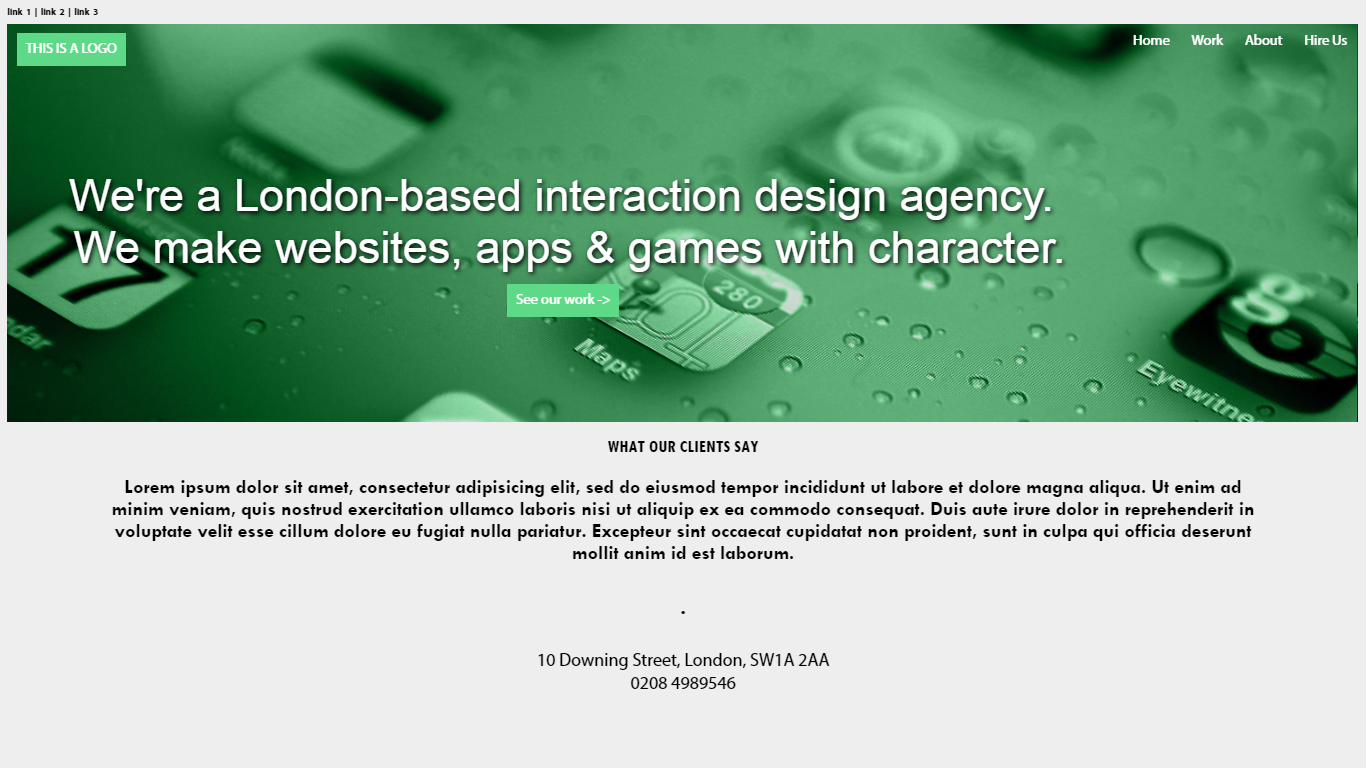 link 1 | link 2 | link 3
THIS IS A LOGO
Home Work About Hire Us
We're a London-based interaction design agency.
We make websites, apps & games with character.
See our work ->
17
280
Maps
WHAT OUR CLIENTS SAY
Lorem ipsum dolor sit amet, consectetur adipisicing elit, sed do eiusmod tempor incididunt ut labore et dolore magna aliqua. Ut enim ad
minim veniam, quis nostrud exercitation ullamco laboris nisi ut aliquip ex ea commodo consequat. Duis aute irure dolor in reprehenderit in
voluptate velit esse cillum dolore eu fugiat nulla pariatur. Excepteur sint occaecat cupidatat non proident, sunt in culpa qui officia deserunt
mollit anim id est laborum.
.
10 Downing Street, London, SW1A 2AA
0208 4989546